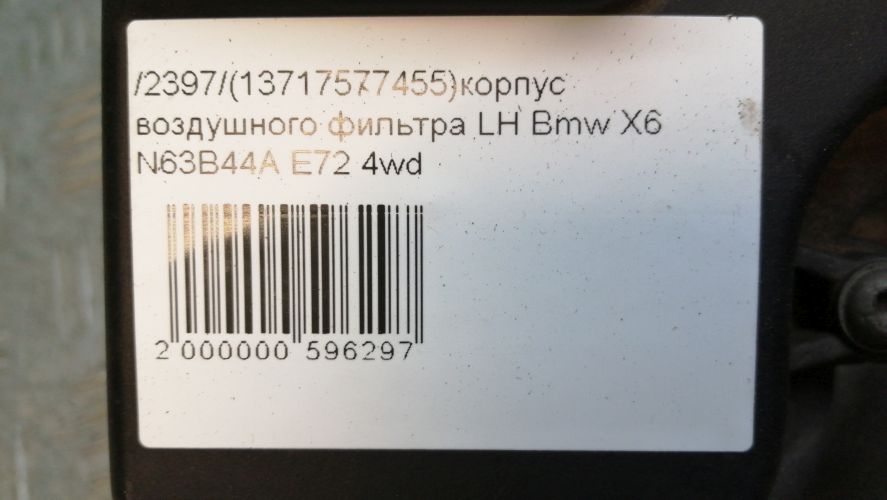 /2397/(13717577455)корпус
воздушного фильтра LH Bmw X6
N63B44A E72 4wd
2 000000 596297